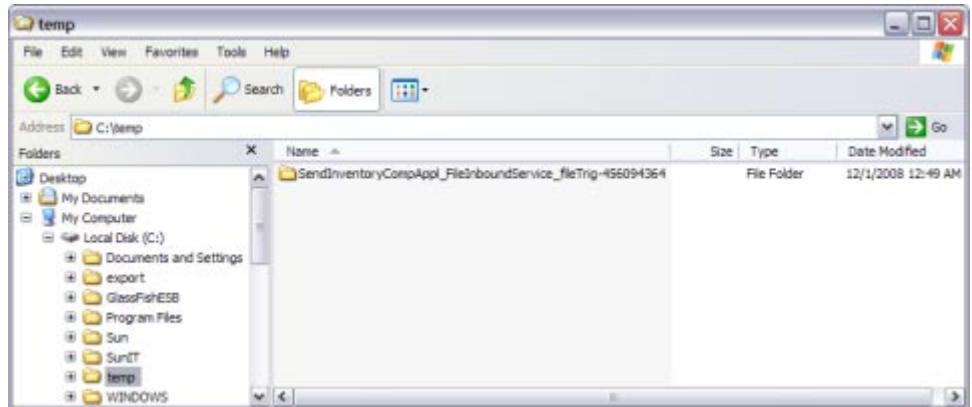 temp
File Edit View Favorites Tools Help
Back Search Folders
Address C:\temp Go
Folders Name Size Type Date Modified
Desktop SendInventoryCompAppl_FileInboundService_fileTrig-456094364 File Folder 12/1/2008 12:49 AM
My Documents
My Computer
Local Disk (C:)
Documents and Settings
export
GlassFishESB
Program Files
Sun
SunIT
temp
WINDOWS